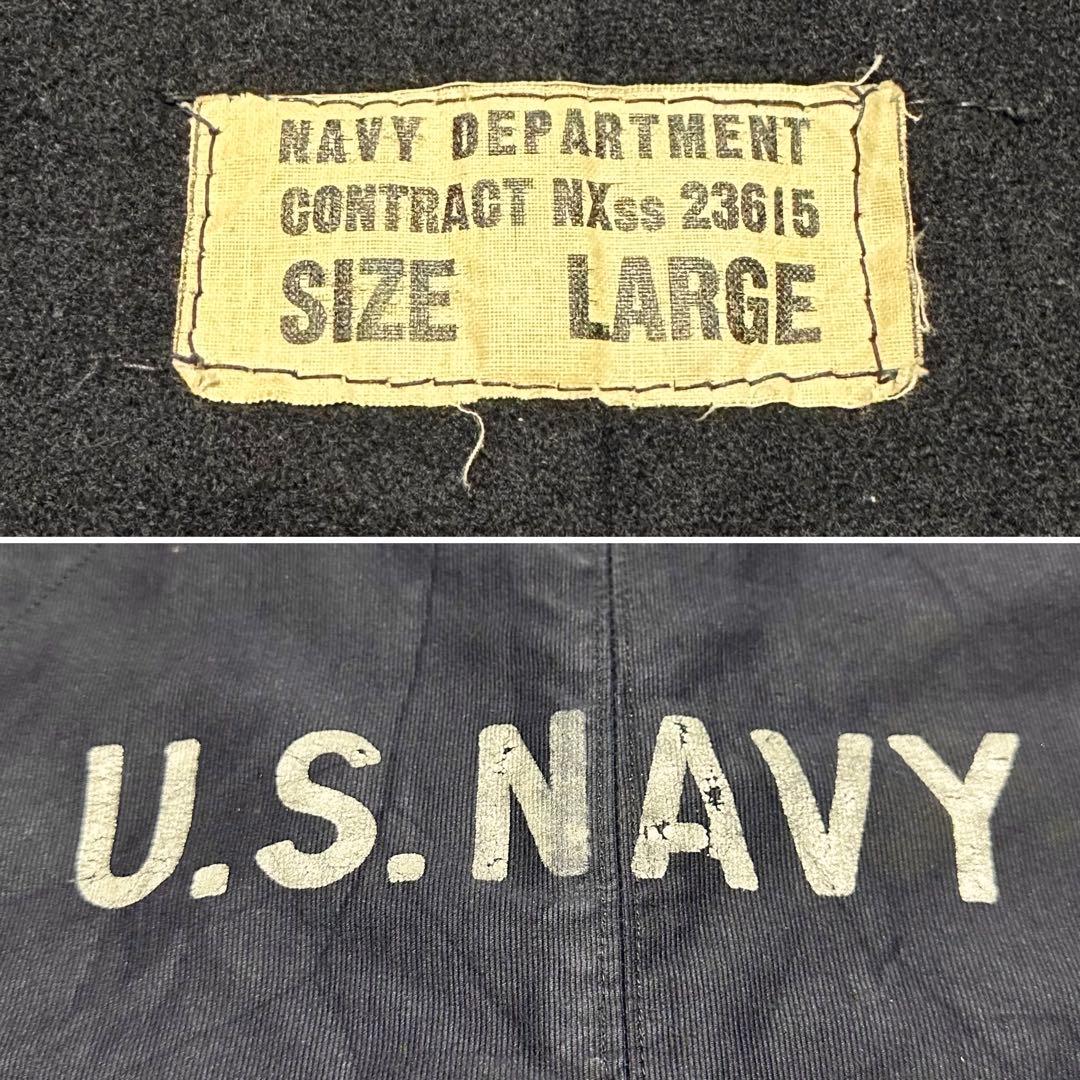 NAVY DEPARTMENT
CONTRACT NXss 23615
SIZE LARGE
U.S.NAVY